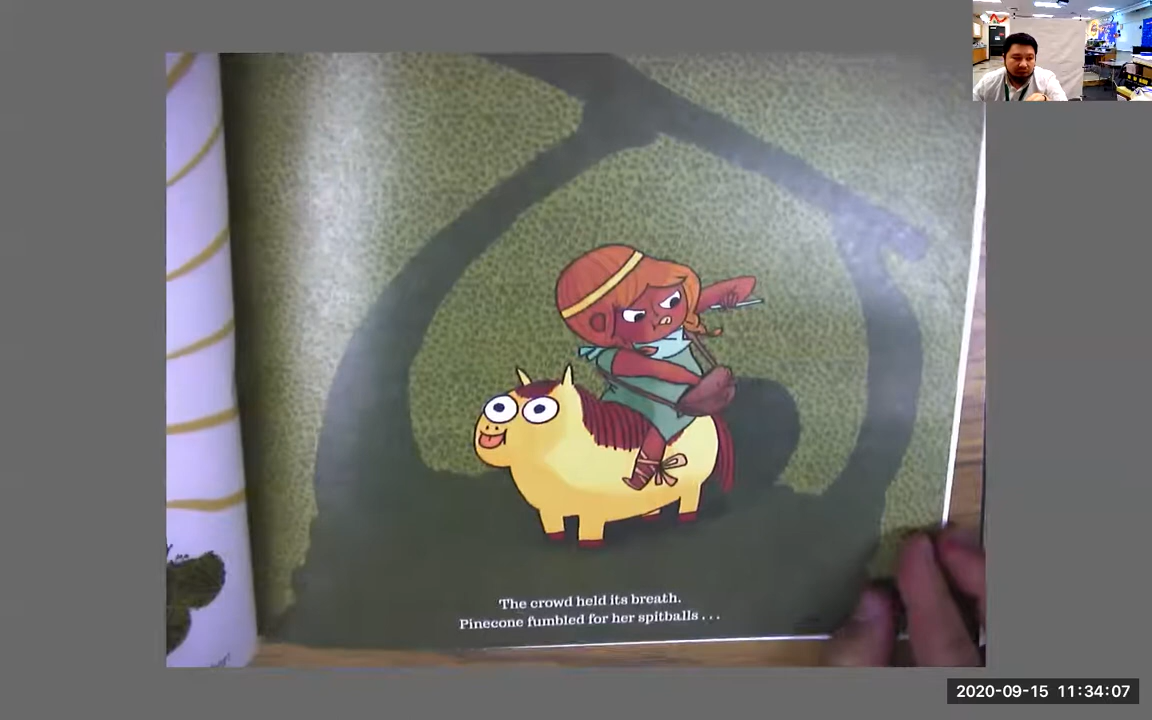 The crowd held its breath.
Pinecone fumbled for her spitballs . . .
2020-09-15 11:34:07